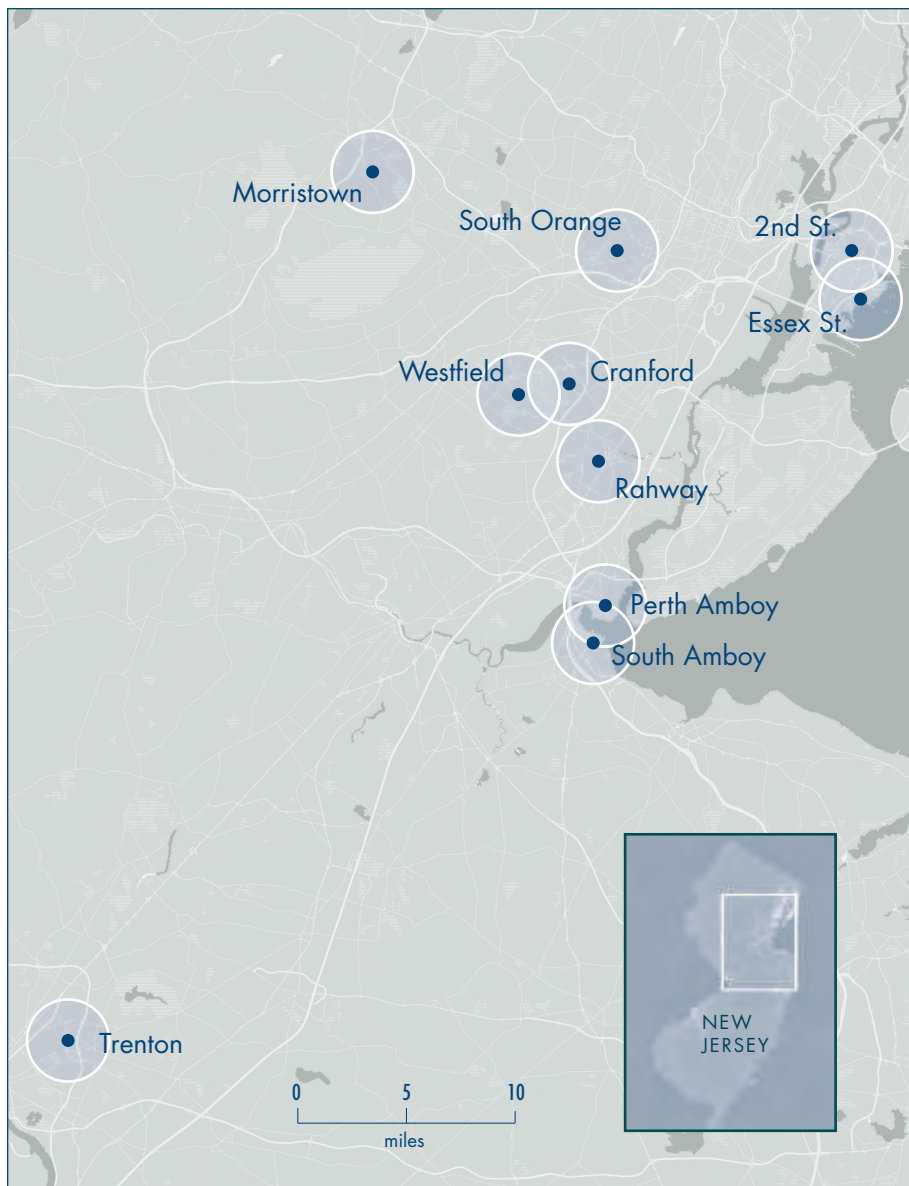 Morristown
South Orange
2nd St.
Essex St.
Westfield
Cranford
Rahway
Perth Amboy
South Amboy
NEW
JERSEY
Trenton
0 5 10
miles